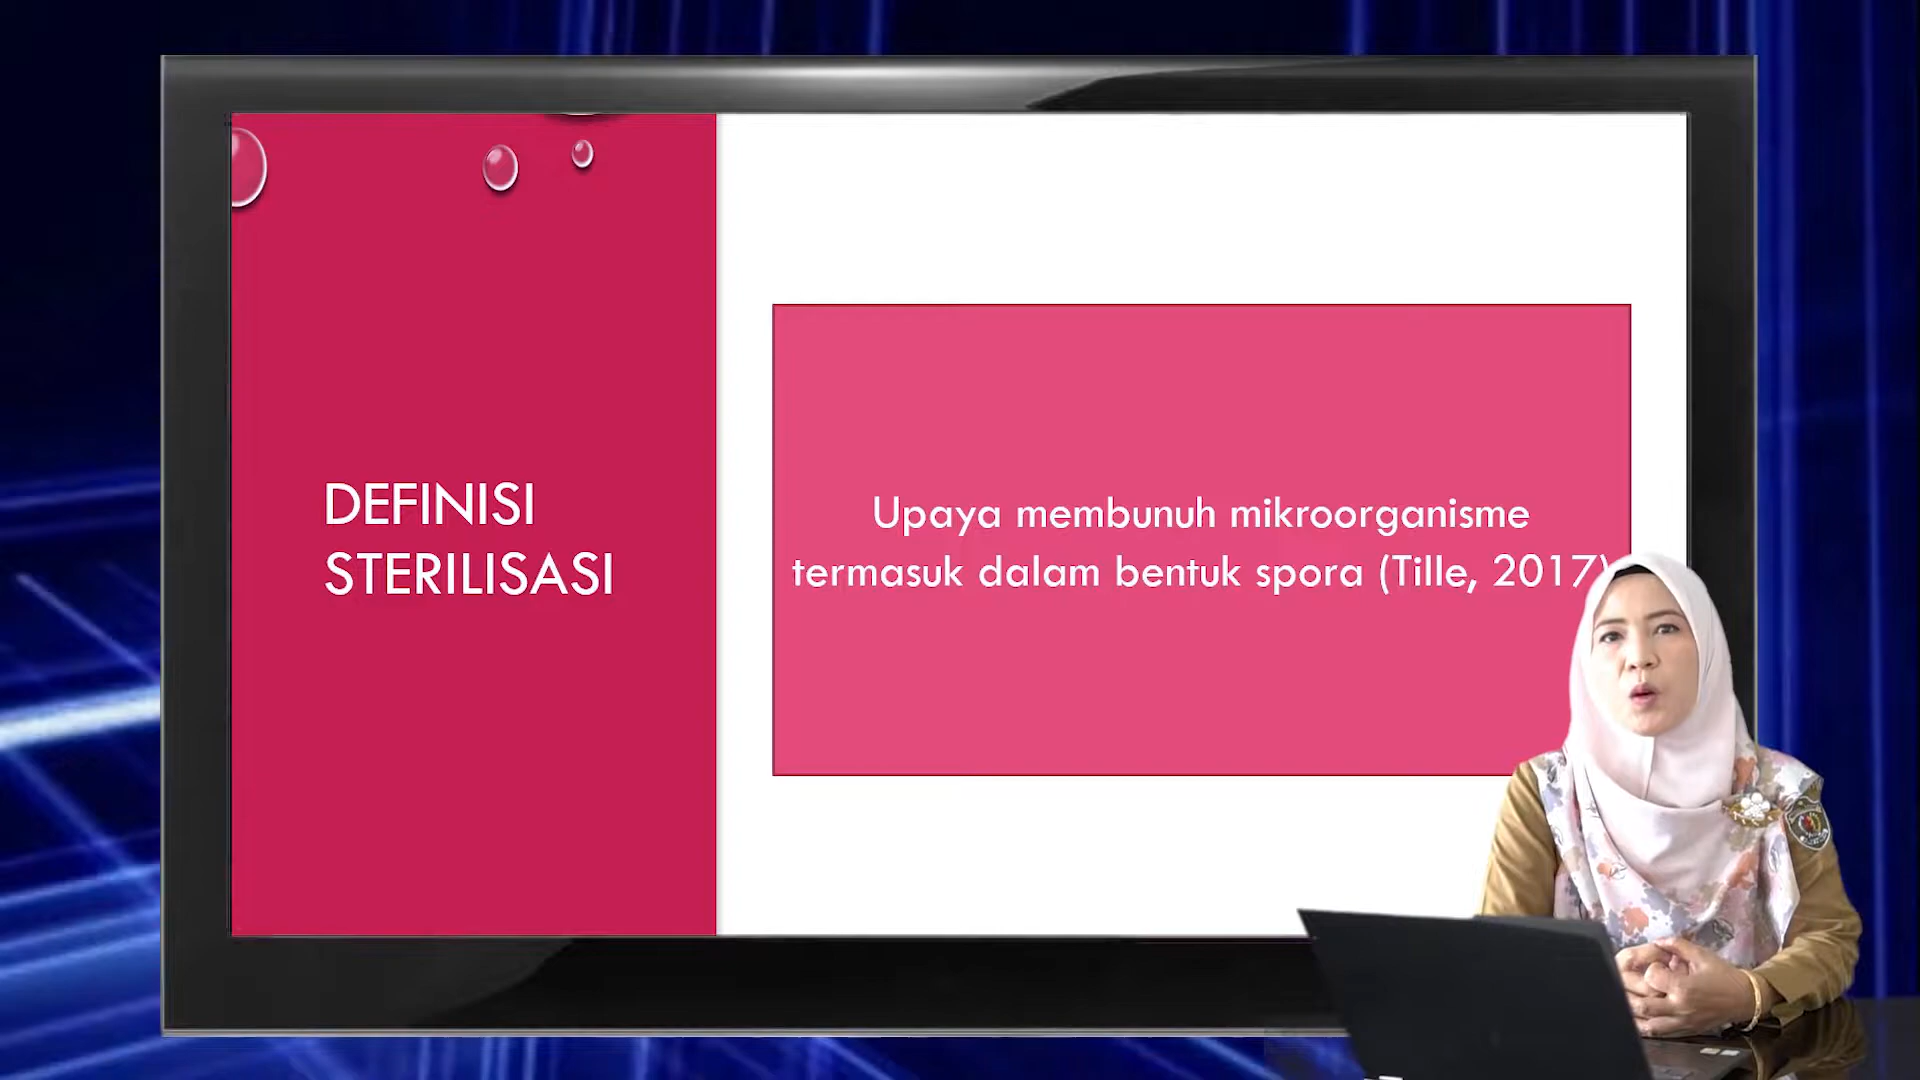 DEFINISI
STERILISASI
Upaya membunuh mikroorganisme
termasuk dalam bentuk spora (Tille, 2017)